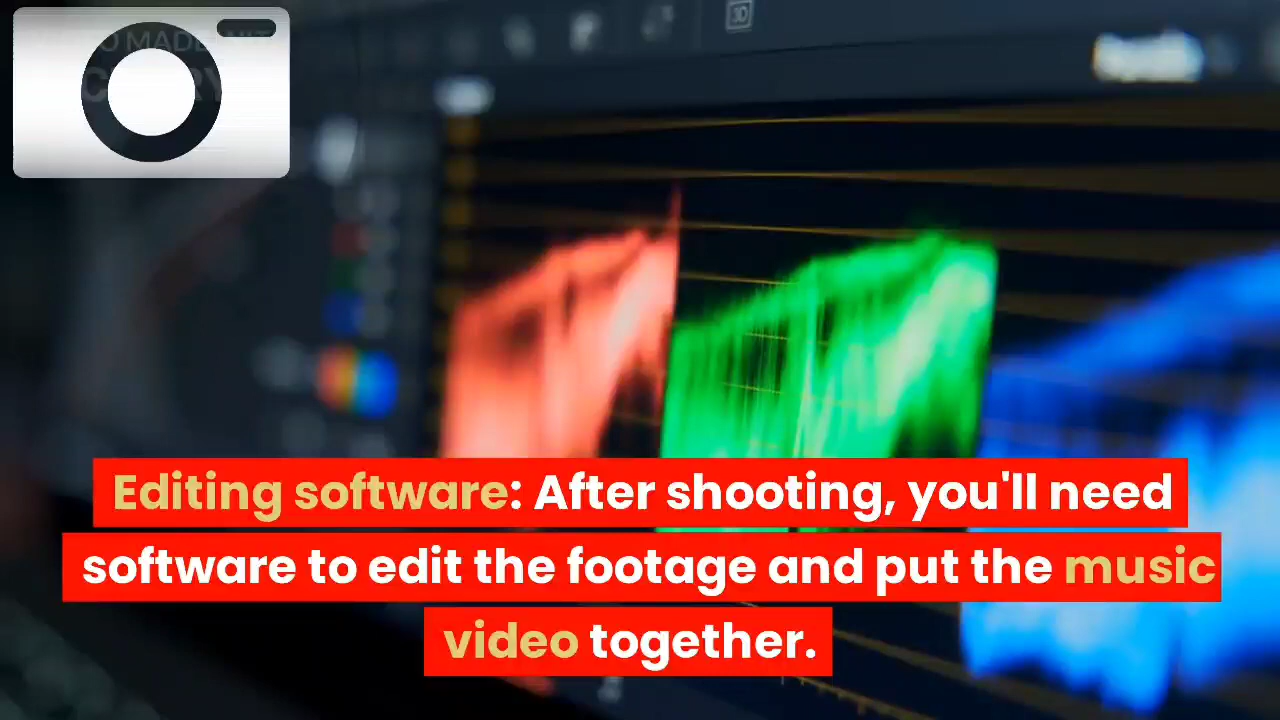 Editing software: After shooting, you'll need
software to edit the footage and put the music
video together.